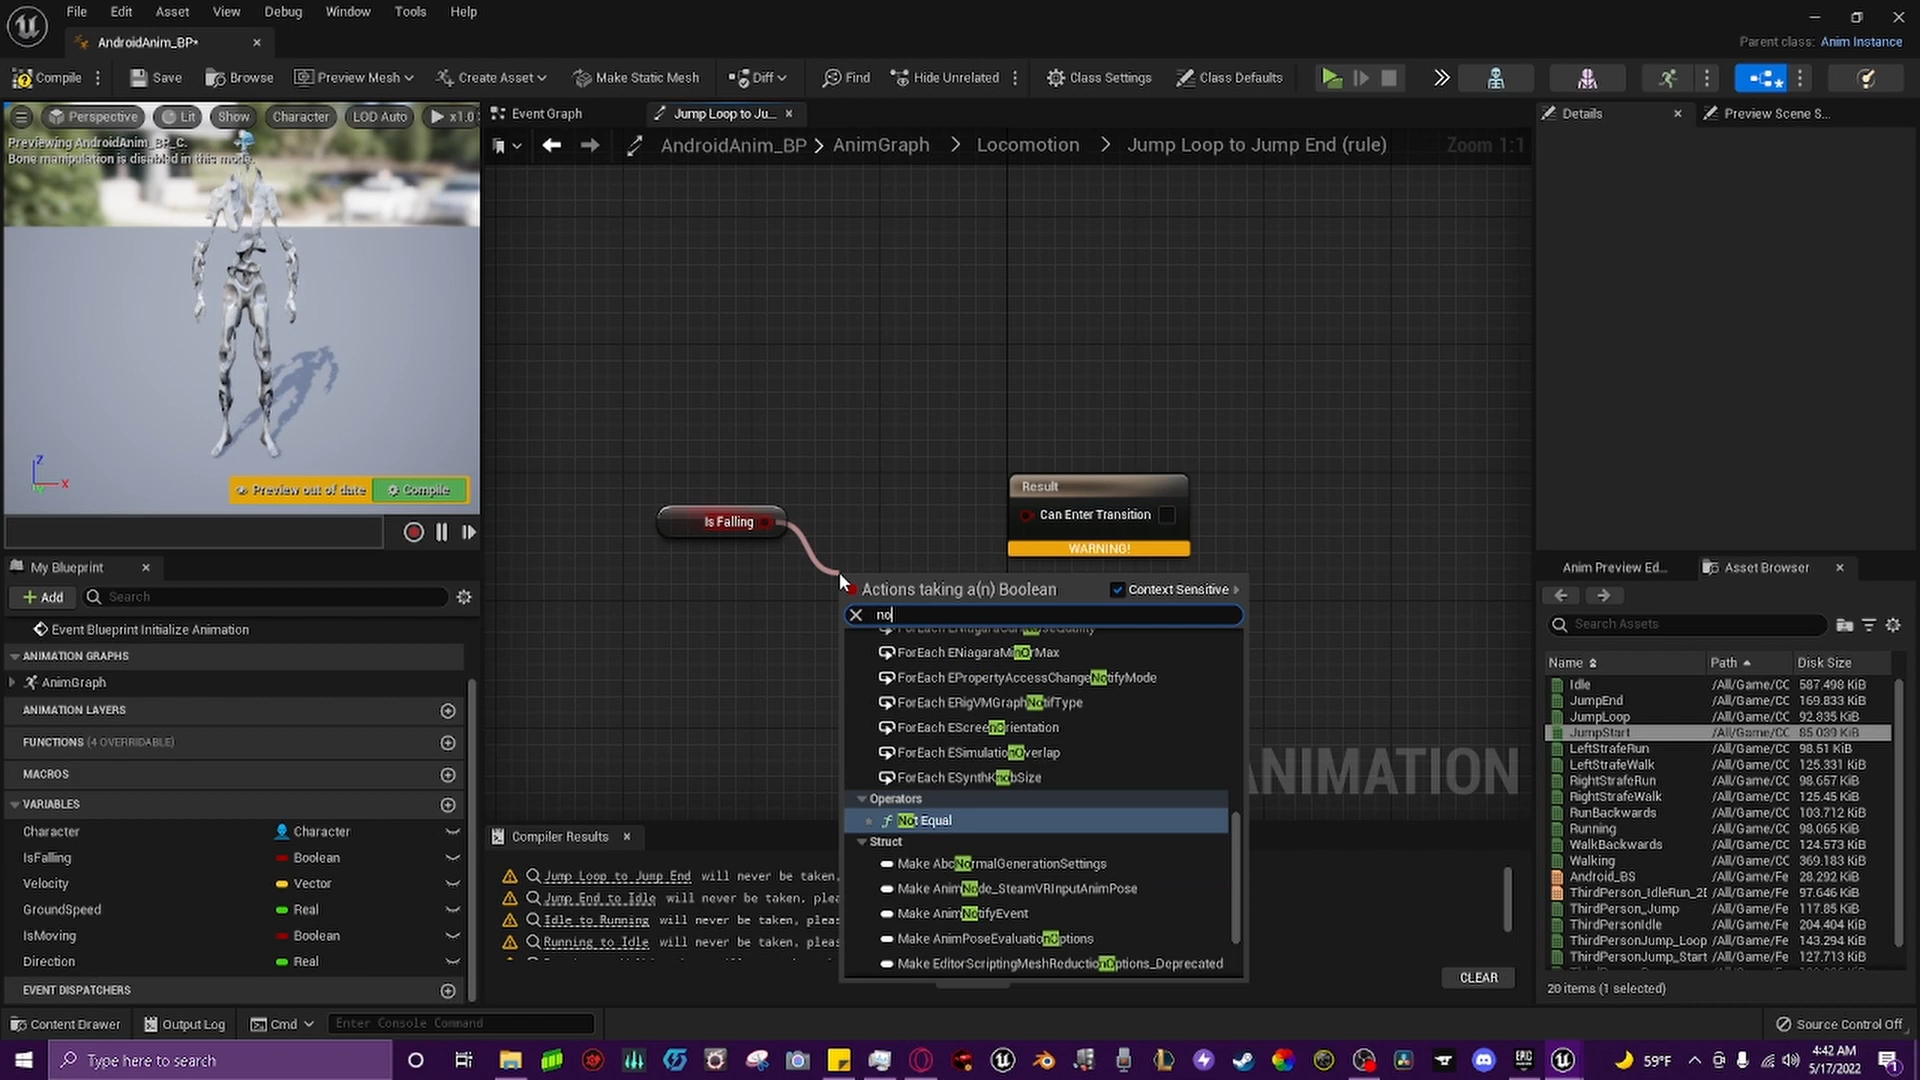 File Edit Asset View Debug Window Tools Help
AndroidAnim_BP*
Parent class: Anim Instance
Compile Save Browse Preview Mesh Create Asset Make Static Mesh Diff Find Hide Unrelated Class Settings Class Defaults
Perspective Lit Show Character LOD Auto x1.0
Previewing AndroidAnim_BP_C.
Bone manipulation is disabled in this mode.
Event Graph
Jump Loop to Ju...
AndroidAnim_BP > AnimGraph > Locomotion > Jump Loop to Jump End (rule)
Zoom 1:1
Details
Preview Scene S...
Z
X
Preview out of date Compile
Is Falling
Result
Can Enter Transition
WARNING!
Actions taking a(n) Boolean
Context Sensitive
no
ForEach ENiagaraMinOrMax
ForEach EPropertyAccessChangeNotifyMode
ForEach ERigVMGraphNotifType
ForEach EScreenOrientation
ForEach ESimulationOverlap
ForEach ESynthKnobSize
Operators
Not Equal
Struct
Make AbcNormalGenerationSettings
Make AnimNode_SteamVRInputAnimPose
Make AnimNotifyEvent
Make AnimPoseEvaluationOptions
Make EditorScriptingMeshReductionOptions_Deprecated
ANIMATION
My Blueprint
Add
Search
Event Blueprint Initialize Animation
ANIMATION GRAPHS
AnimGraph
ANIMATION LAYERS
FUNCTIONS (4 OVERRIDABLE)
MACROS
VARIABLES
Character Character
IsFalling Boolean
Velocity Vector
GroundSpeed Real
IsMoving Boolean
Direction Real
EVENT DISPATCHERS
Compiler Results
Jump Loop to Jump End will never be taken,
Jump End to Idle will never be taken, plea
Idle to Running will never be taken, pleas
Running to Idle will never be taken, pleas
CLEAR
Anim Preview Ed...
Asset Browser
Search Assets
Name Path Disk Size
Idle /All/Game/CC 587.498 KiB
JumpEnd /All/Game/CC 169.833 KiB
JumpLoop /All/Game/CC 92.835 KiB
JumpStart /All/Game/CC 85.039 KiB
LeftStrafeRun /All/Game/CC 98.51 KiB
LeftStrafeWalk /All/Game/CC 125.331 KiB
RightStrafeRun /All/Game/CC 98.657 KiB
RightStrafeWalk /All/Game/CC 125.45 KiB
RunBackwards /All/Game/CC 103.712 KiB
Running /All/Game/CC 98.065 KiB
WalkBackwards /All/Game/CC 124.573 KiB
Walking /All/Game/CC 369.183 KiB
Android_BS /All/Game/CC 28.292 KiB
ThirdPerson_IdleRun_2D /All/Game/Fe 97.646 KiB
ThirdPerson_Jump /All/Game/Fe 117.85 KiB
ThirdPersonIdle /All/Game/Fe 204.404 KiB
ThirdPersonJump_Loop /All/Game/Fe 143.294 KiB
ThirdPersonJump_Start /All/Game/Fe 127.713 KiB
20 items (1 selected)
Content Drawer Output Log Cmd Enter Console Command
Source Control Off
Type here to search
59°F
4:42 AM
5/17/2022
1